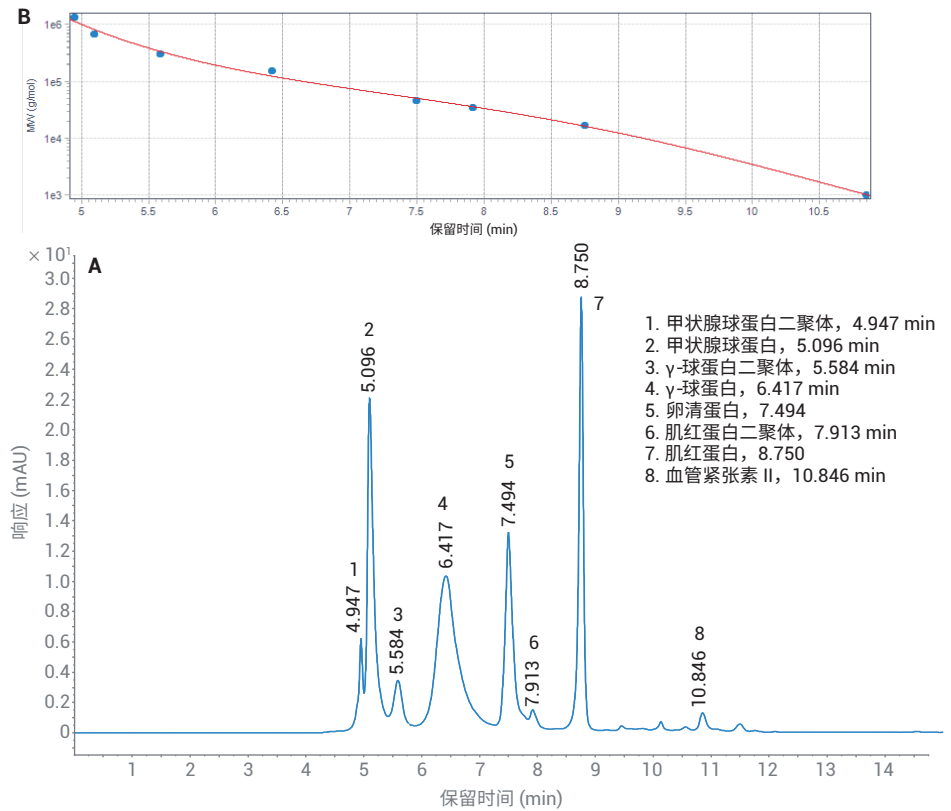 B
1e6
1e5
1e4
1e3
MW (g/mol)
5 5.5 6 6.5 7 7.5 8 8.5 9 9.5 10 10.5
保留时间 (min)
× 10¹
A
3.0
2.8
2.6
2.4
2.2
2.0
1.8
1.6
1.4
1.2
1.0
0.8
0.6
0.4
0.2
0
响应 (mAU)
4.947 1
5.096 2
5.584 3
6.417 4
7.494 5
7.913 6
8.750 7
10.846 8
1. 甲状腺球蛋白二聚体，4.947 min
2. 甲状腺球蛋白，5.096 min
3. γ-球蛋白二聚体，5.584 min
4. γ-球蛋白，6.417 min
5. 卵清蛋白，7.494
6. 肌红蛋白二聚体，7.913 min
7. 肌红蛋白，8.750
8. 血管紧张素 II，10.846 min
1 2 3 4 5 6 7 8 9 10 11 12 13 14
保留时间 (min)